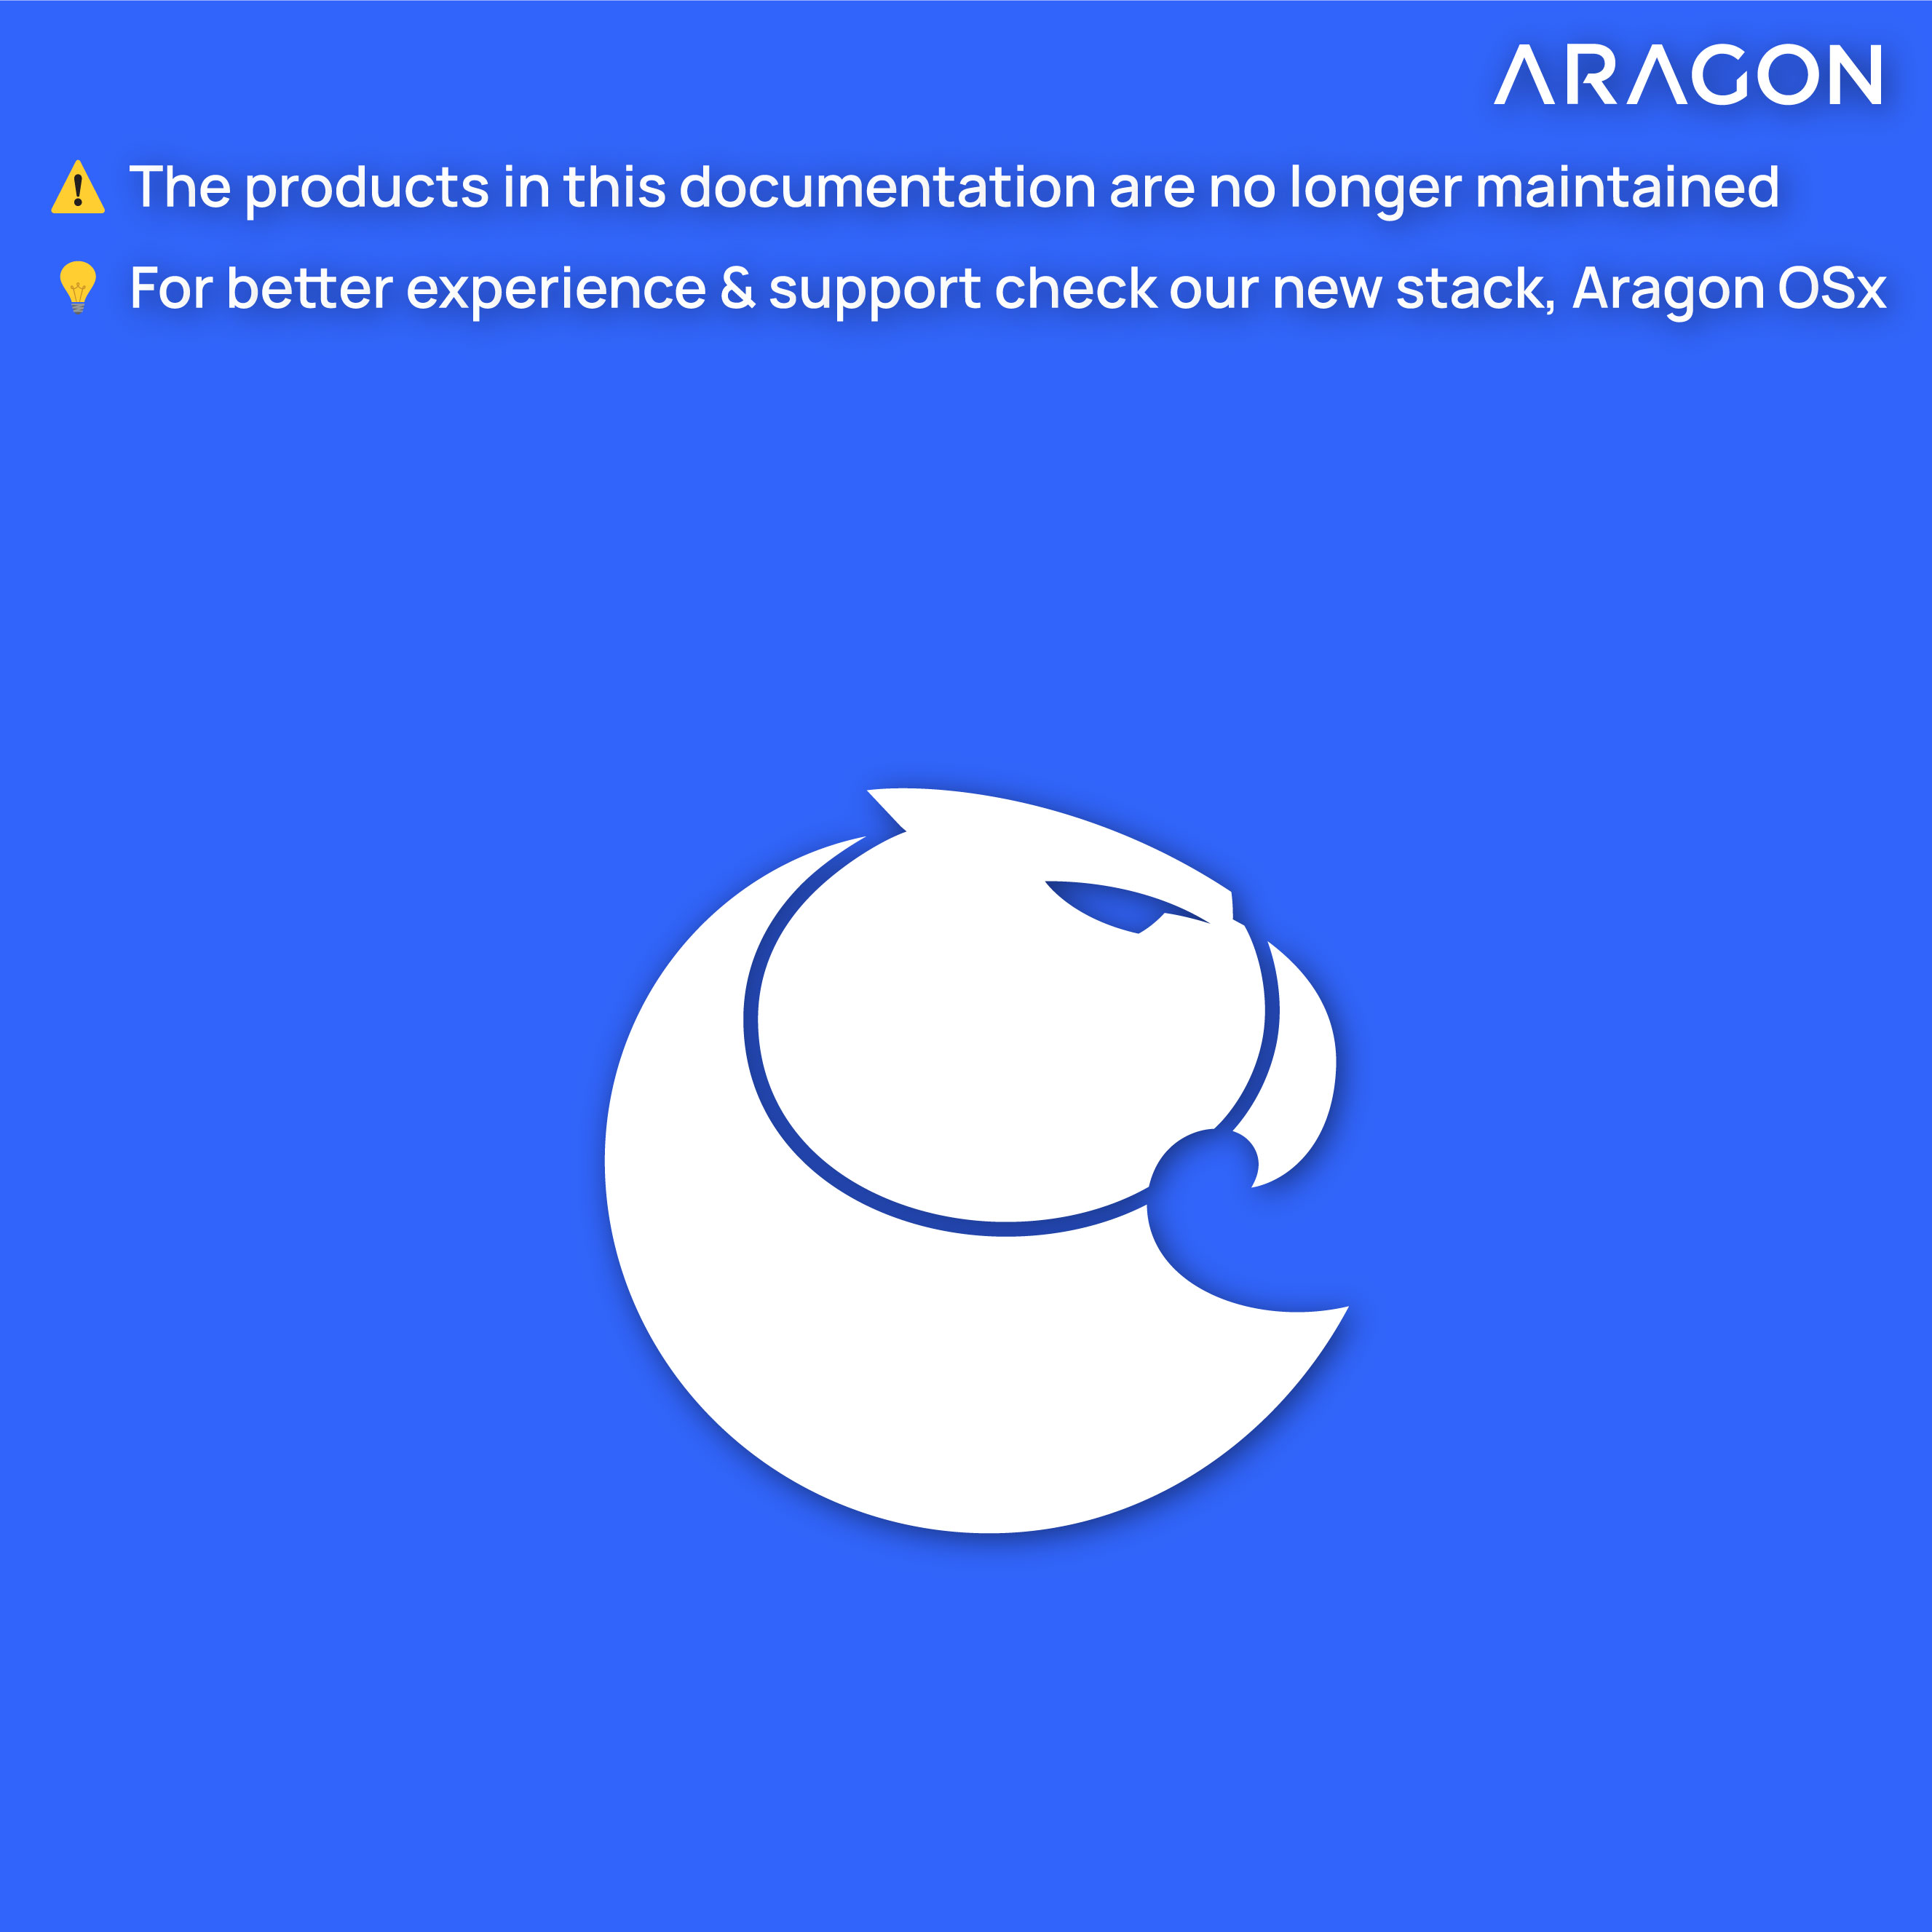 ARAGON
The products in this documentation are no longer maintained
For better experience & support check our new stack, Aragon OSx